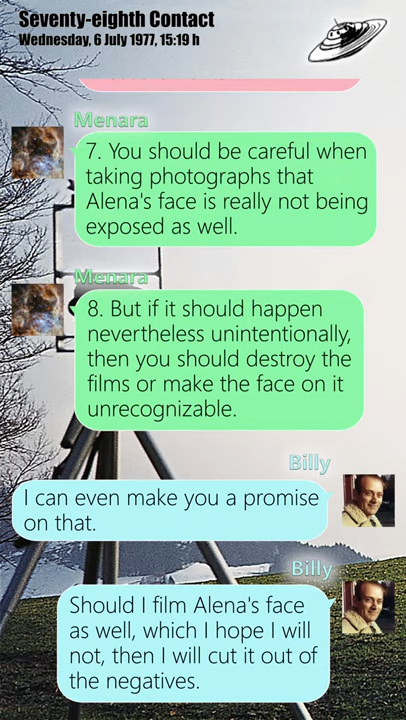 Seventy-eighth Contact
Wednesday, 6 July 1977, 15:19 h
Menara
7. You should be careful when
taking photographs that
Alena's face is really not being
exposed as well.
Menara
8. But if it should happen
nevertheless unintentionally,
then you should destroy the
films or make the face on it
unrecognizable.
Billy
I can even make you a promise
on that.
Billy
Should I film Alena's face
as well, which I hope I will
not, then I will cut it out of
the negatives.